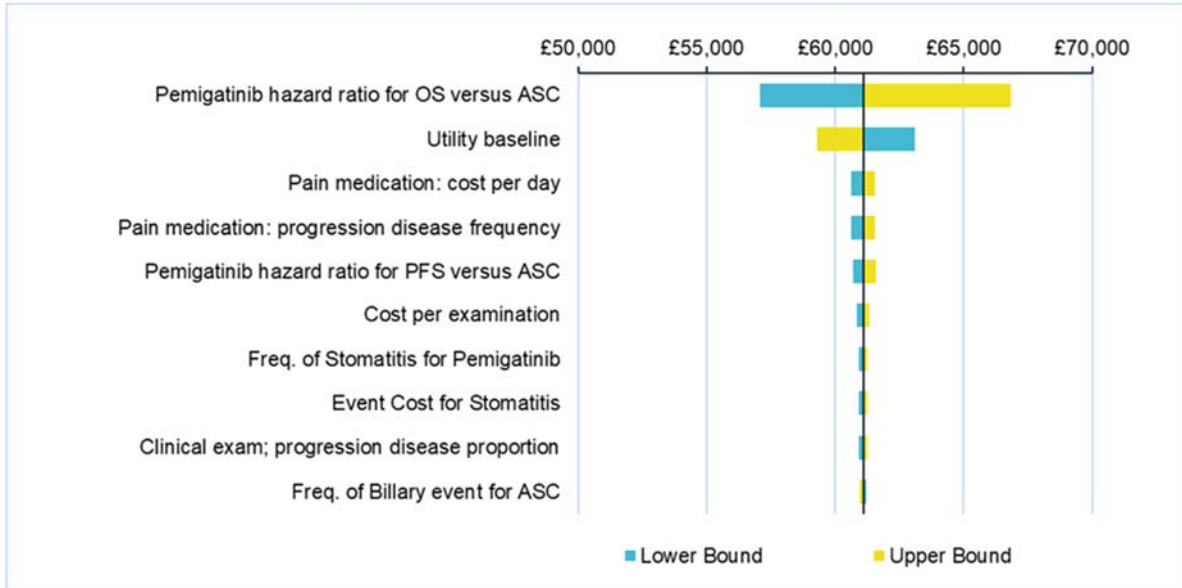 £50,000 £55,000 £60,000 £65,000 £70,000
Pemigatinib hazard ratio for OS versus ASC
Utility baseline
Pain medication: cost per day
Pain medication: progression disease frequency
Pemigatinib hazard ratio for PFS versus ASC
Cost per examination
Freq. of Stomatitis for Pemigatinib
Event Cost for Stomatitis
Clinical exam; progression disease proportion
Freq. of Billary event for ASC
Lower Bound Upper Bound